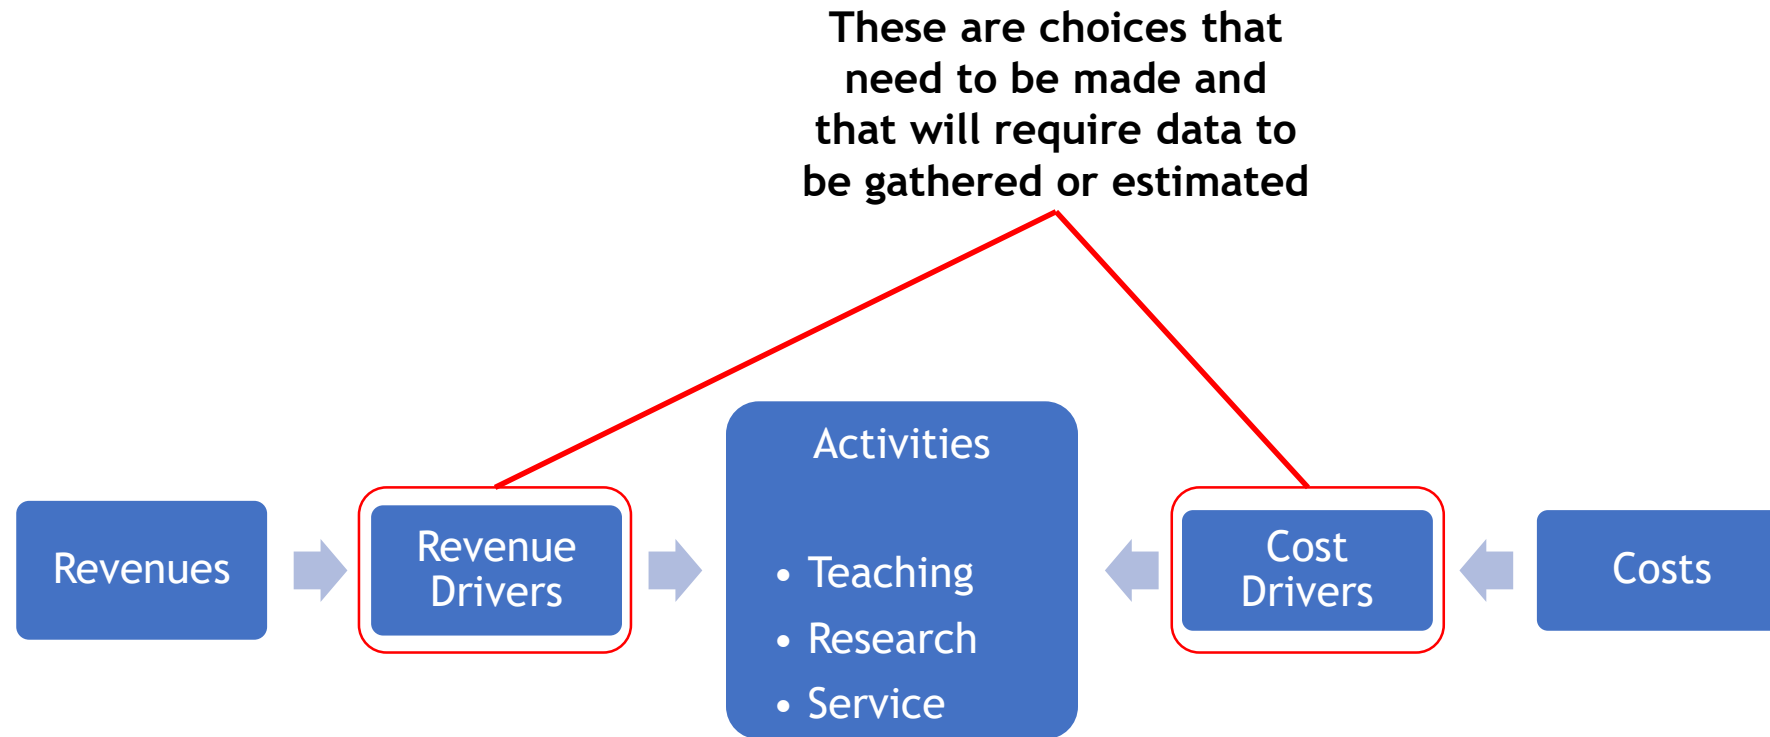 These are choices that
need to be made and
that will require data to
be gathered or estimated
Revenues
Revenue
Drivers
Activities
• Teaching
• Research
• Service
Cost
Drivers
Costs